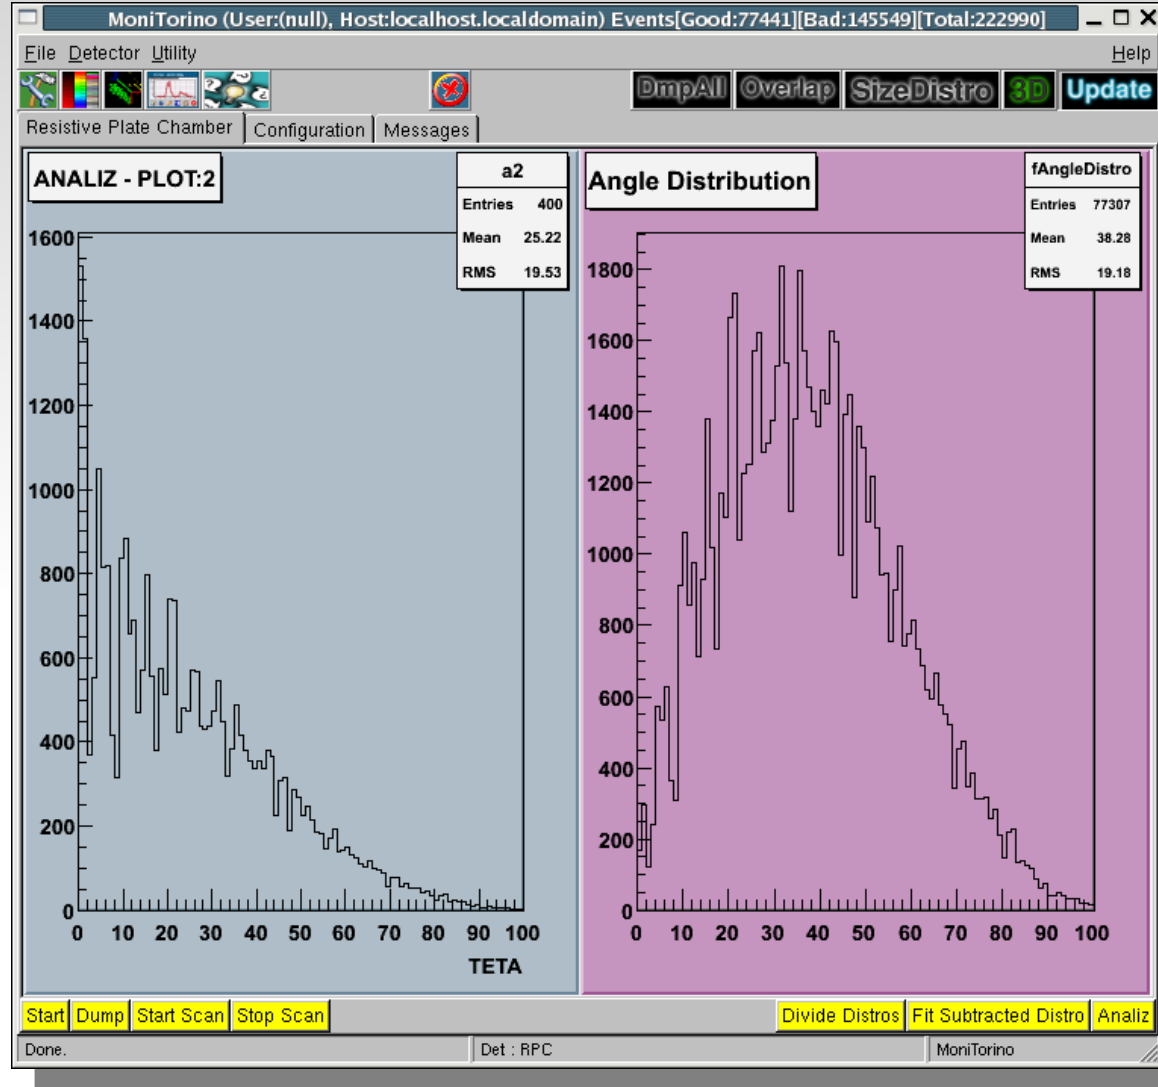 MoniTorino (User:(null), Host:localhost.localdomain) Events[Good:77441][Bad:145549][Total:222990]
File Detector Utility Help
DmpAll Overlap SizeDistro 3D Update
Resistive Plate Chamber Configuration Messages
ANALIZ - PLOT:2
a2
Entries 400
Mean 25.22
RMS 19.53
1600
1400
1200
1000
800
600
400
200
0
0 10 20 30 40 50 60 70 80 90 100
TETA
Angle Distribution
fAngleDistro
Entries 77307
Mean 38.28
RMS 19.18
1800
1600
1400
1200
1000
800
600
400
200
0
0 10 20 30 40 50 60 70 80 90 100
Start Dump Start Scan Stop Scan Divide Distros Fit Subtracted Distro Analiz
Done. Det : RPC MoniTorino